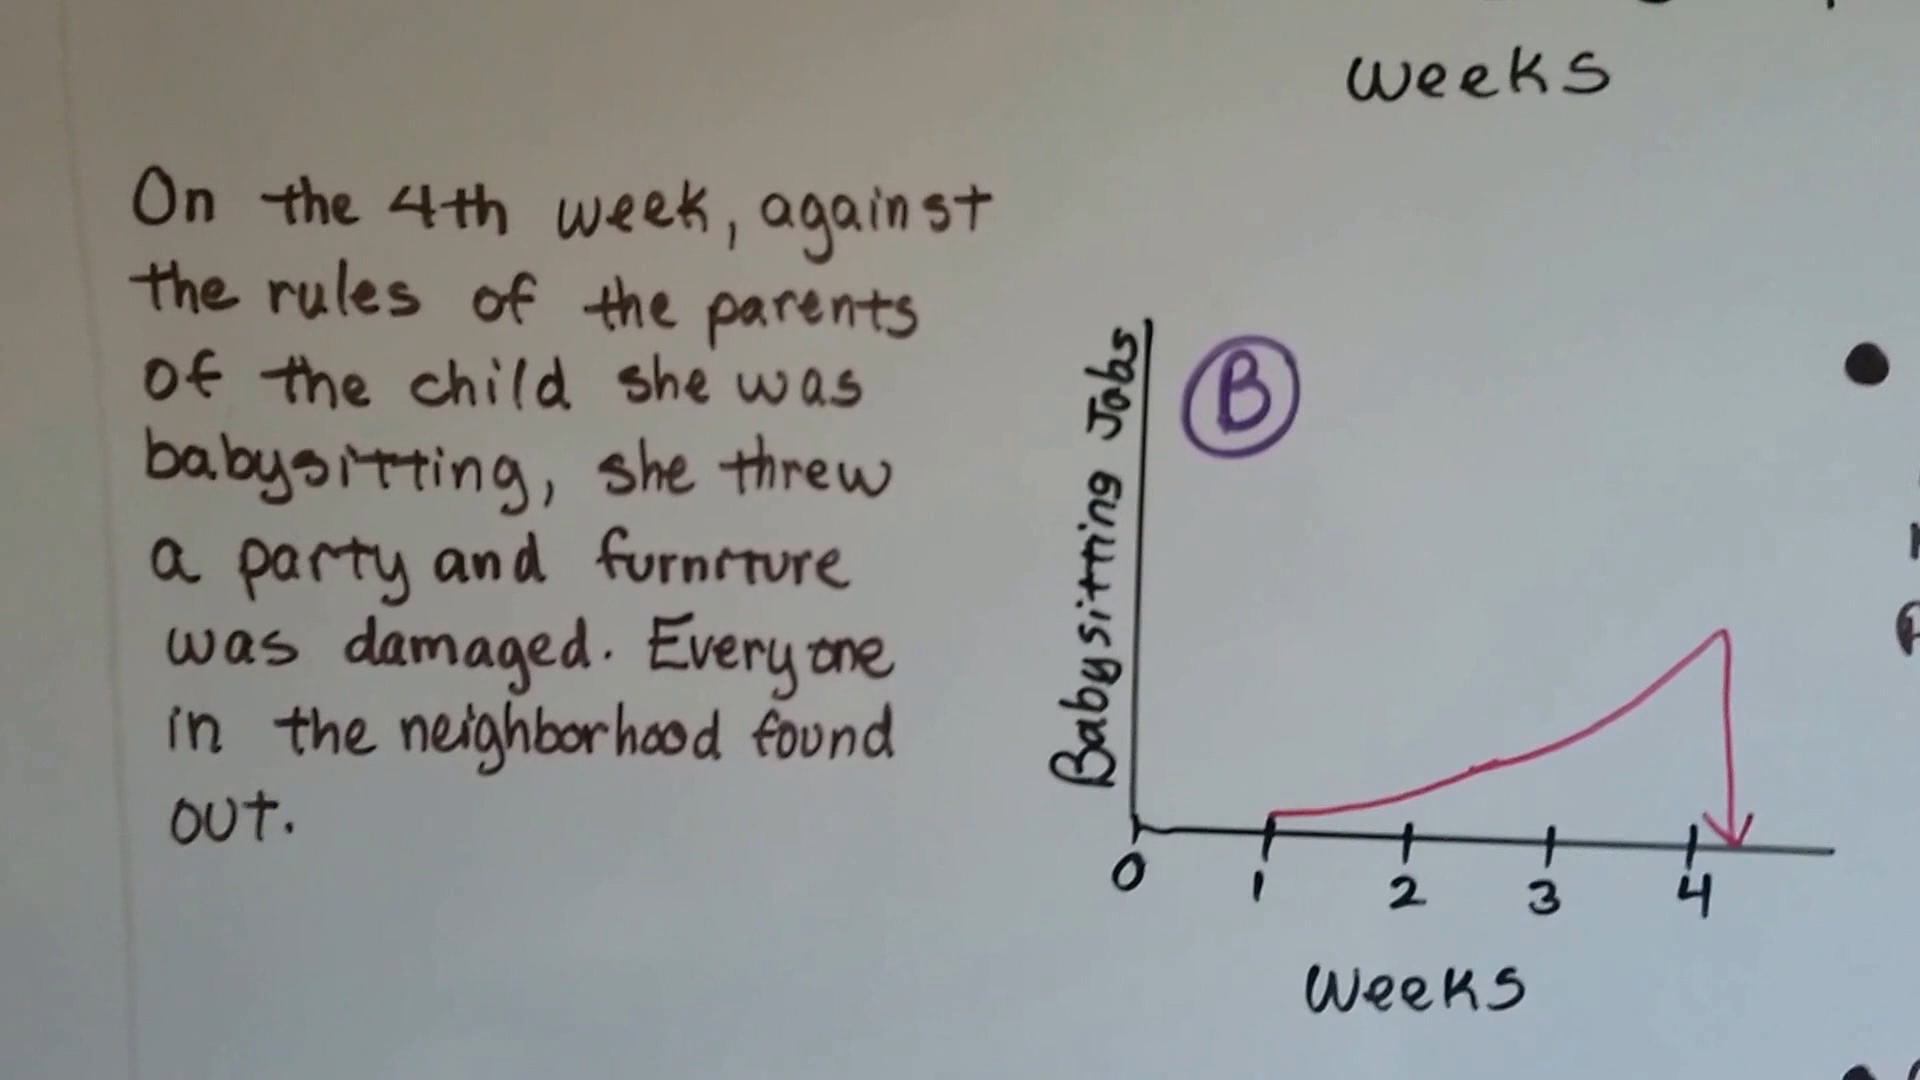 weeks
On the 4th week, against
the rules of the parents
of the child she was
babysitting, she threw
a party and furniture
was damaged. Everyone
in the neighborhood found
out.
Babysitting Jobs
B
0 1 2 3 4
Weeks